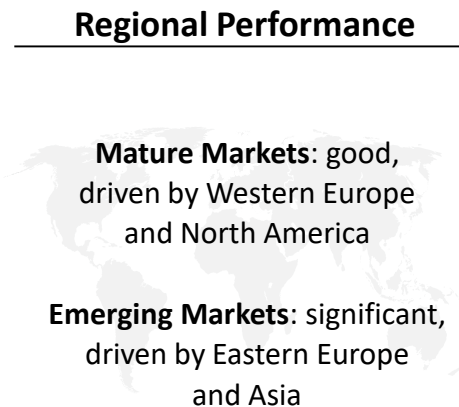 Regional Performance
Mature Markets: good,
driven by Western Europe
and North America
Emerging Markets: significant,
driven by Eastern Europe
and Asia